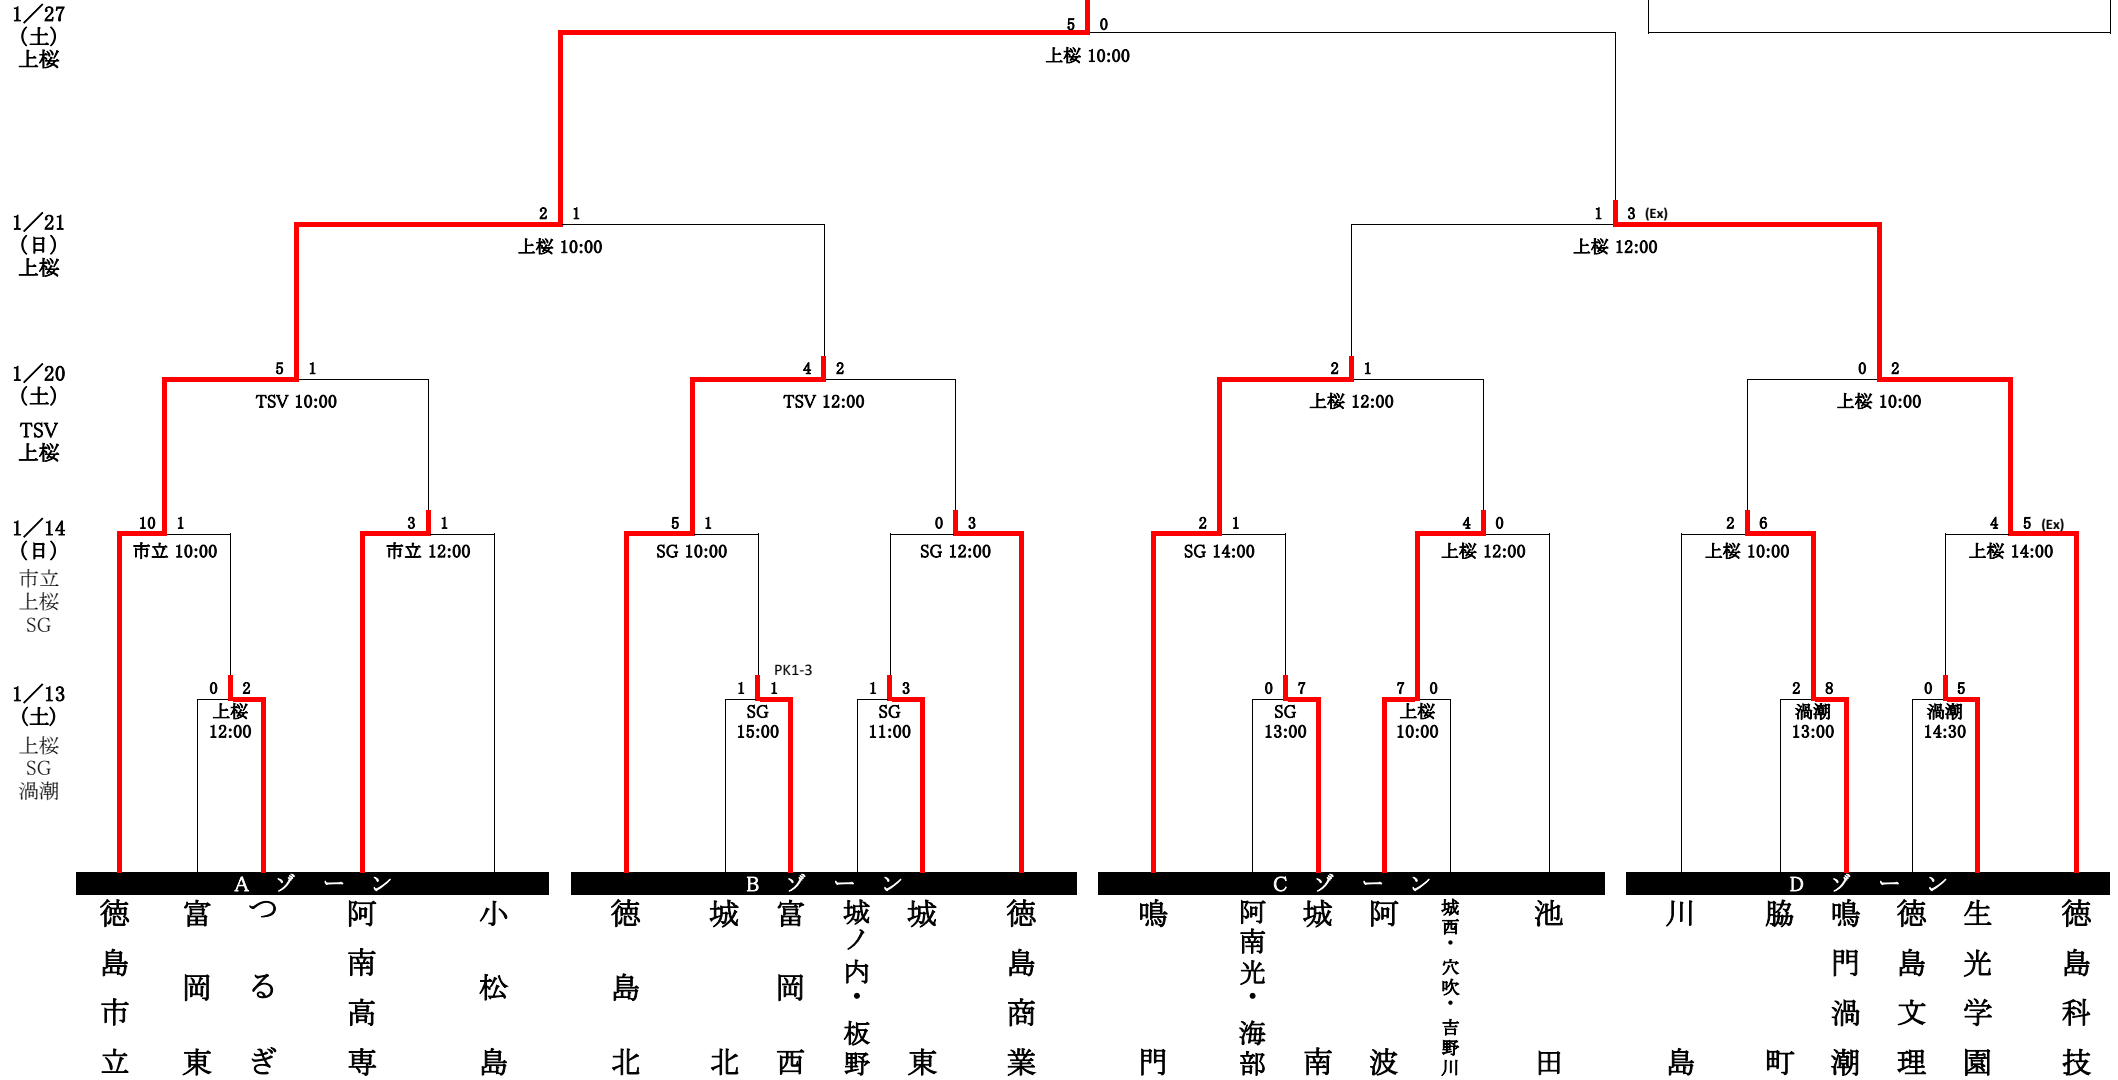 1／27
（土）
上桜
5 0
上桜 10:00
1／21
（日）
上桜
2 1
上桜 10:00
1 3 (Ex)
上桜 12:00
1／20
（土）
TSV
上桜
5 1
TSV 10:00
4 2
TSV 12:00
2 1
上桜 12:00
0 2
上桜 10:00
1／14
（日）
市立
上桜
SG
10 1
市立 10:00
3 1
市立 12:00
5 1
SG 10:00
0 3
SG 12:00
2 1
SG 14:00
4 0
上桜 12:00
2 6
上桜 10:00
4 5 (Ex)
上桜 14:00
1／13
（土）
上桜
SG
渦潮
0 2
上桜
12:00
PK1-3
1 1
SG
15:00
1 3
SG
11:00
0 7
SG
13:00
7 0
上桜
10:00
2 8
渦潮
13:00
0 5
渦潮
14:30
Aゾーン
Bゾーン
Cゾーン
Dゾーン
徳島市立
富岡東
つるぎ
阿南高専
小松島
徳島北
城北
富岡西
城ノ内・板野
城東
徳島商業
鳴門
阿南光・海部
城南
阿波
城西・穴吹・吉野川
池田
川島
脇町
鳴門渦潮
徳島文理
生光学園
徳島科技